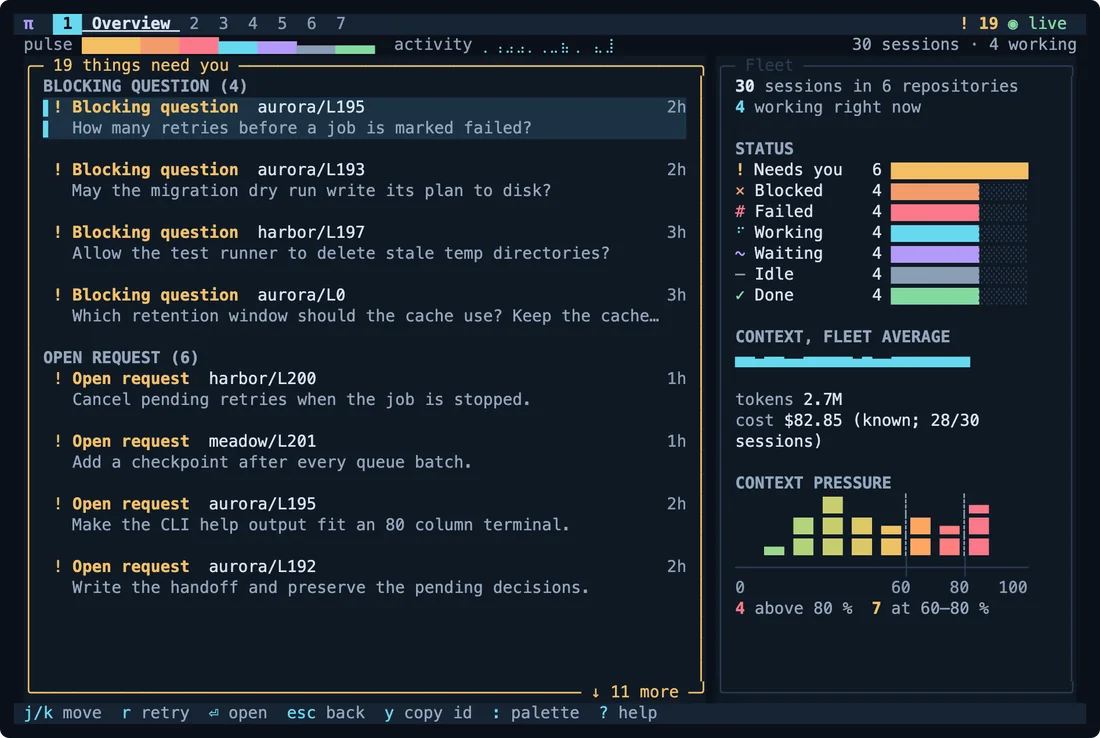 π 1 Overview 2 3 4 5 6 7 ! 19 ◉ live
pulse activity 30 sessions · 4 working
19 things need you
BLOCKING QUESTION (4)
! Blocking question aurora/L195 2h
How many retries before a job is marked failed?
! Blocking question aurora/L193 2h
May the migration dry run write its plan to disk?
! Blocking question harbor/L197 3h
Allow the test runner to delete stale temp directories?
! Blocking question aurora/L0 3h
Which retention window should the cache use? Keep the cache…
OPEN REQUEST (6)
! Open request harbor/L200 1h
Cancel pending retries when the job is stopped.
! Open request meadow/L201 1h
Add a checkpoint after every queue batch.
! Open request aurora/L195 2h
Make the CLI help output fit an 80 column terminal.
! Open request aurora/L192 2h
Write the handoff and preserve the pending decisions.
↓ 11 more
Fleet
30 sessions in 6 repositories
4 working right now
STATUS
! Needs you 6
× Blocked 4
# Failed 4
Working 4
~ Waiting 4
— Idle 4
✓ Done 4
CONTEXT, FLEET AVERAGE
tokens 2.7M
cost $82.85 (known; 28/30
sessions)
CONTEXT PRESSURE
0 60 80 100
4 above 80 % 7 at 60–80 %
j/k move r retry ⏎ open esc back y copy id : palette ? help